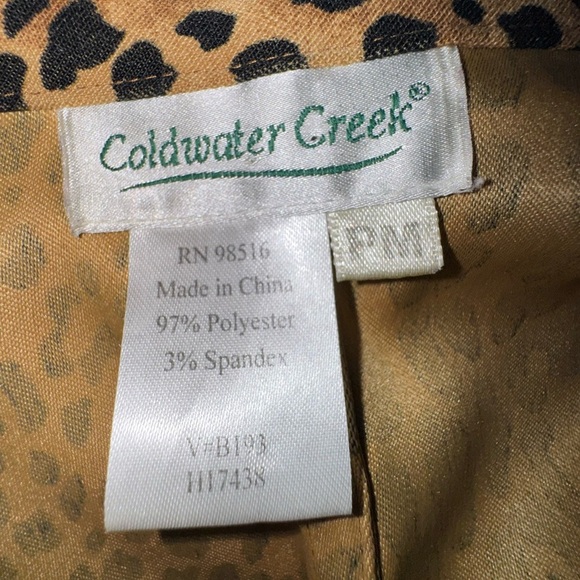 Coldwater Creek®
PM
RN 98516
Made in China
97% Polyester
3% Spandex
V#B193
H17438